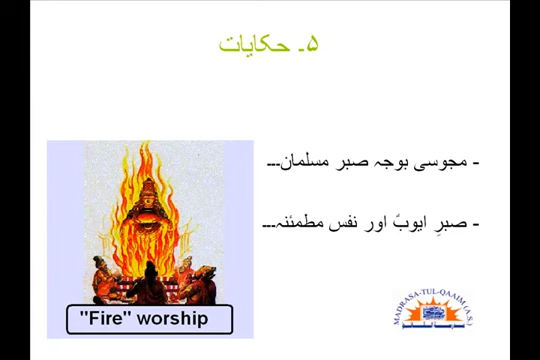 ۵۔ حکایات
- مجوسی بوجہ صبر مسلمان۔۔۔
- صبرِ ایوبؑ اور نفس مطمئنہ۔۔۔
"Fire" worship
MADRASA-TUL-QAAIM (A.S.)